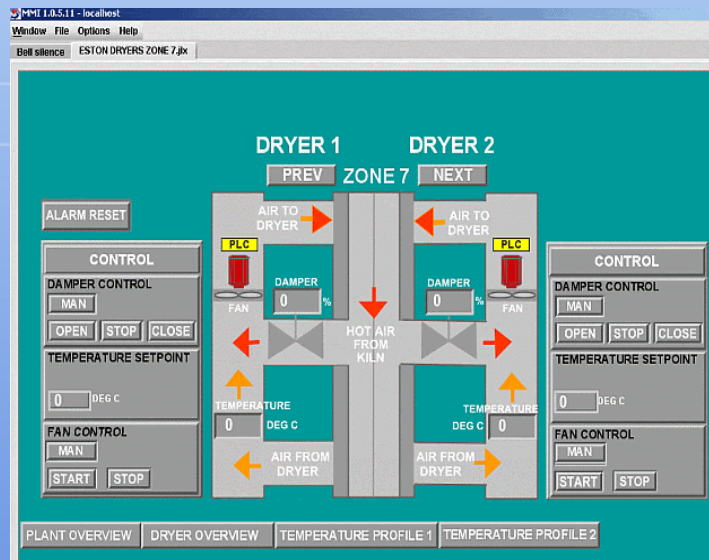 MMI 1.0.5.11 - localhost
Window File Options Help
Bell silence ESTON DRYERS ZONE 7.jlx
DRYER 1 DRYER 2
PREV ZONE 7 NEXT
ALARM RESET
AIR TO
DRYER
AIR TO
DRYER
PLC
PLC
FAN
FAN
DAMPER
0 %
DAMPER
0 %
HOT AIR
FROM
KILN
TEMPERATURE
0 DEG C
TEMPERATURE
DEG C 0
AIR FROM
DRYER
AIR FROM
DRYER
CONTROL
DAMPER CONTROL
MAN
OPEN STOP CLOSE
TEMPERATURE SETPOINT
0 DEG C
FAN CONTROL
MAN
START STOP
CONTROL
DAMPER CONTROL
MAN
OPEN STOP CLOSE
TEMPERATURE SETPOINT
0 DEG C
FAN CONTROL
MAN
START STOP
PLANT OVERVIEW DRYER OVERVIEW TEMPERATURE PROFILE 1 TEMPERATURE PROFILE 2